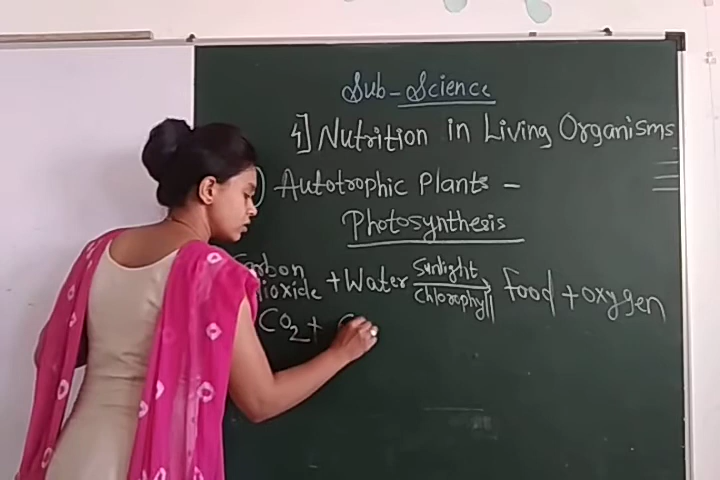 Sub-Science
4] Nutrition in Living Organisms
) Autotrophic Plants -
Photosynthesis
Carbon
dioxide + Water Sunlight Chlorophyll Food + oxygen
CO2 +